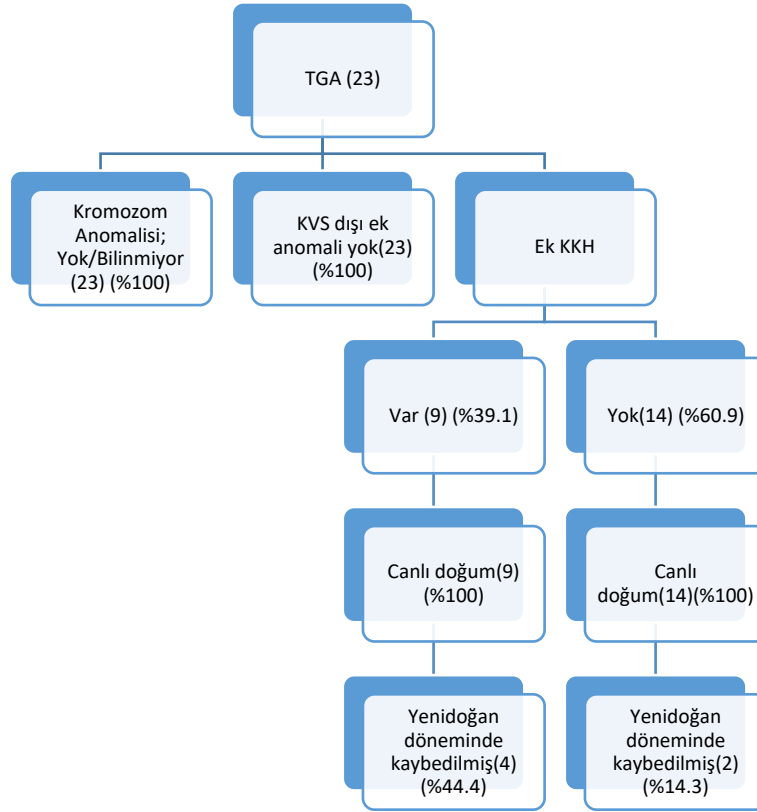 TGA (23)
Kromozom
Anomalisi;
Yok/Bilinmiyor
(23) (%100)
KVS dışı ek
anomali yok(23)
(%100)
Ek KKH
Var (9) (%39.1)
Yok(14) (%60.9)
Canlı doğum(9)
(%100)
Canlı
doğum(14)(%100)
Yenidoğan
döneminde
kaybedilmiş(4)
(%44.4)
Yenidoğan
döneminde
kaybedilmiş(2)
(%14.3)